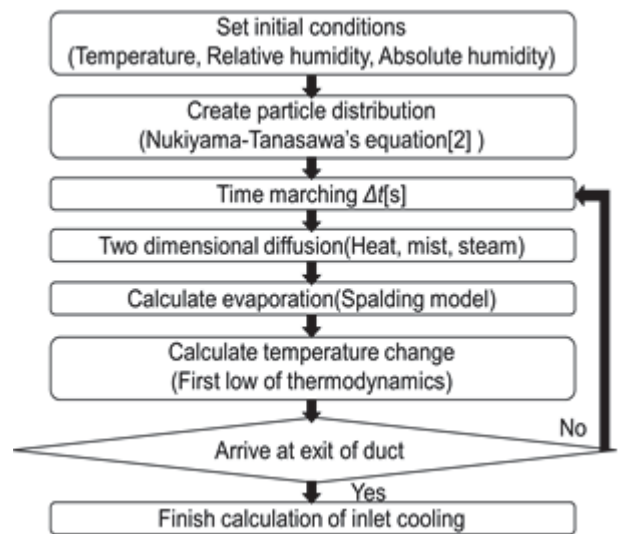 Set initial conditions
(Temperature, Relative humidity, Absolute humidity)
Create particle distribution
(Nukiyama-Tanasawa's equation[2] )
Time marching Δt[s]
Two dimensional diffusion(Heat, mist, steam)
Calculate evaporation(Spalding model)
Calculate temperature change
(First low of thermodynamics)
Arrive at exit of duct
No
Yes
Finish calculation of inlet cooling